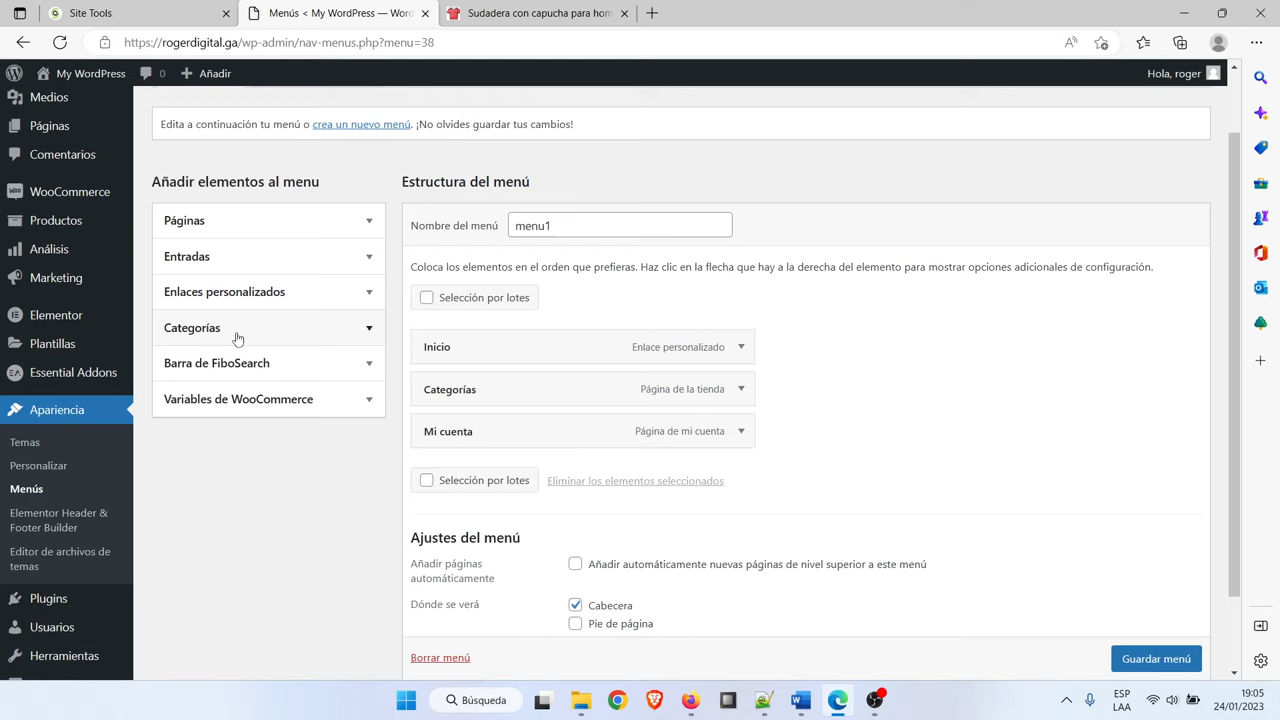 Site Tools
Menús < My WordPress — Wor
Sudadera con capucha para hom
https://rogerdigital.ga/wp-admin/nav-menus.php?menu=38
My WordPress
0
Añadir
Hola, roger
Medios
Páginas
Comentarios
WooCommerce
Productos
Análisis
Marketing
Elementor
Plantillas
Essential Addons
Apariencia
Temas
Personalizar
Menús
Elementor Header &
Footer Builder
Editor de archivos de
temas
Plugins
Usuarios
Herramientas
Edita a continuación tu menú o crea un nuevo menú. ¡No olvides guardar tus cambios!
Añadir elementos al menu
Páginas
Entradas
Enlaces personalizados
Categorías
Barra de FiboSearch
Variables de WooCommerce
Estructura del menú
Nombre del menú menu1
Coloca los elementos en el orden que prefieras. Haz clic en la flecha que hay a la derecha del elemento para mostrar opciones adicionales de configuración.
Selección por lotes
Inicio Enlace personalizado
Categorías Página de la tienda
Mi cuenta Página de mi cuenta
Selección por lotes Eliminar los elementos seleccionados
Ajustes del menú
Añadir páginas
automáticamente
Añadir automáticamente nuevas páginas de nivel superior a este menú
Dónde se verá
Cabecera
Pie de página
Borrar menú
Guardar menú
Búsqueda
ESP
LAA
19:05
24/01/2023